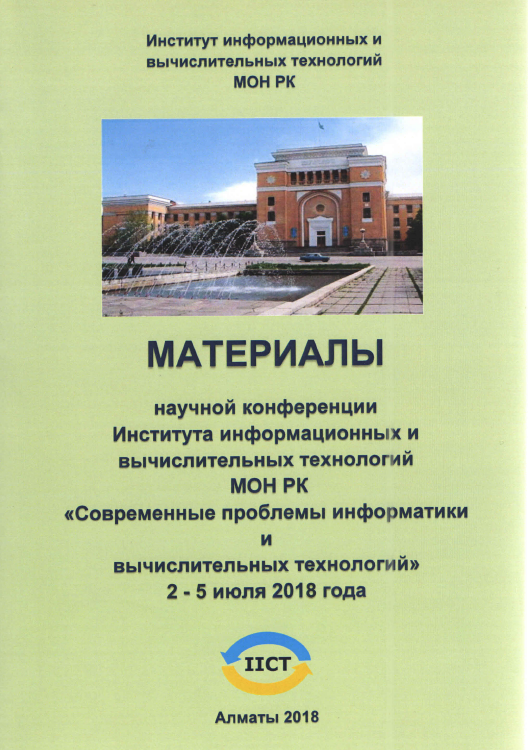 Институт информационных и
вычислительных технологий
МОН РК
МАТЕРИАЛЫ
научной конференции
Института информационных и
вычислительных технологий
МОН РК
«Современные проблемы информатики
и
вычислительных технологий»
2 - 5 июля 2018 года
IICT
Алматы 2018